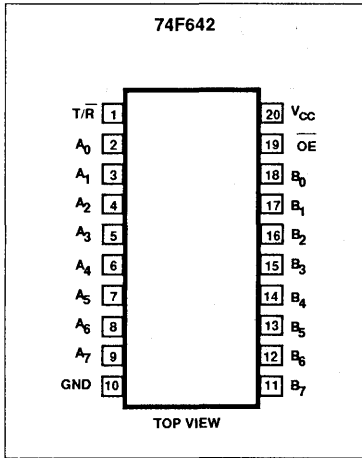 74F642
T/R̅ 1 20 VCC
A0 2 19 O̅E̅
A1 3 18 B0
A2 4 17 B1
A3 5 16 B2
A4 6 15 B3
A5 7 14 B4
A6 8 13 B5
A7 9 12 B6
GND 10 11 B7
TOP VIEW